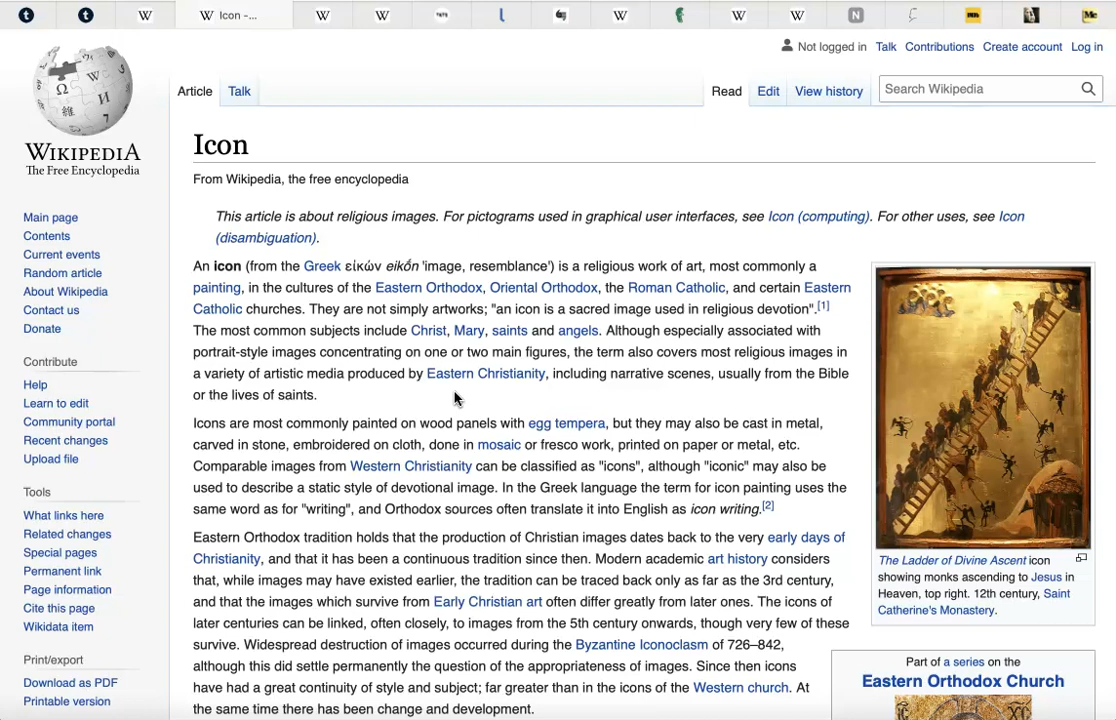 Icon -...
Not logged in Talk Contributions Create account Log in
Article Talk Read Edit View history Search Wikipedia
WIKIPEDIA
The Free Encyclopedia
Main page
Contents
Current events
Random article
About Wikipedia
Contact us
Donate
Contribute
Help
Learn to edit
Community portal
Recent changes
Upload file
Tools
What links here
Related changes
Special pages
Permanent link
Page information
Cite this page
Wikidata item
Print/export
Download as PDF
Printable version
Icon
From Wikipedia, the free encyclopedia
This article is about religious images. For pictograms used in graphical user interfaces, see Icon (computing). For other uses, see Icon
(disambiguation).
An icon (from the Greek εἰκών eikṓn 'image, resemblance') is a religious work of art, most commonly a
painting, in the cultures of the Eastern Orthodox, Oriental Orthodox, the Roman Catholic, and certain Eastern
Catholic churches. They are not simply artworks; "an icon is a sacred image used in religious devotion".[1]
The most common subjects include Christ, Mary, saints and angels. Although especially associated with
portrait-style images concentrating on one or two main figures, the term also covers most religious images in
a variety of artistic media produced by Eastern Christianity, including narrative scenes, usually from the Bible
or the lives of saints.
Icons are most commonly painted on wood panels with egg tempera, but they may also be cast in metal,
carved in stone, embroidered on cloth, done in mosaic or fresco work, printed on paper or metal, etc.
Comparable images from Western Christianity can be classified as "icons", although "iconic" may also be
used to describe a static style of devotional image. In the Greek language the term for icon painting uses the
same word as for "writing", and Orthodox sources often translate it into English as icon writing.[2]
Eastern Orthodox tradition holds that the production of Christian images dates back to the very early days of
Christianity, and that it has been a continuous tradition since then. Modern academic art history considers
that, while images may have existed earlier, the tradition can be traced back only as far as the 3rd century,
and that the images which survive from Early Christian art often differ greatly from later ones. The icons of
later centuries can be linked, often closely, to images from the 5th century onwards, though very few of these
survive. Widespread destruction of images occurred during the Byzantine Iconoclasm of 726–842,
although this did settle permanently the question of the appropriateness of images. Since then icons
have had a great continuity of style and subject; far greater than in the icons of the Western church. At
the same time there has been change and development.
The Ladder of Divine Ascent icon
showing monks ascending to Jesus in
Heaven, top right. 12th century, Saint
Catherine's Monastery.
Part of a series on the
Eastern Orthodox Church